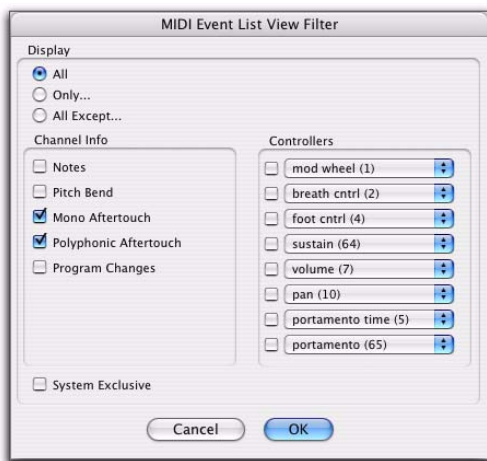 MIDI Event List View Filter
Display
All
Only...
All Except...
Channel Info
Notes
Pitch Bend
Mono Aftertouch
Polyphonic Aftertouch
Program Changes
Controllers
mod wheel (1)
breath cntrl (2)
foot cntrl (4)
sustain (64)
volume (7)
pan (10)
portamento time (5)
portamento (65)
System Exclusive
Cancel
OK